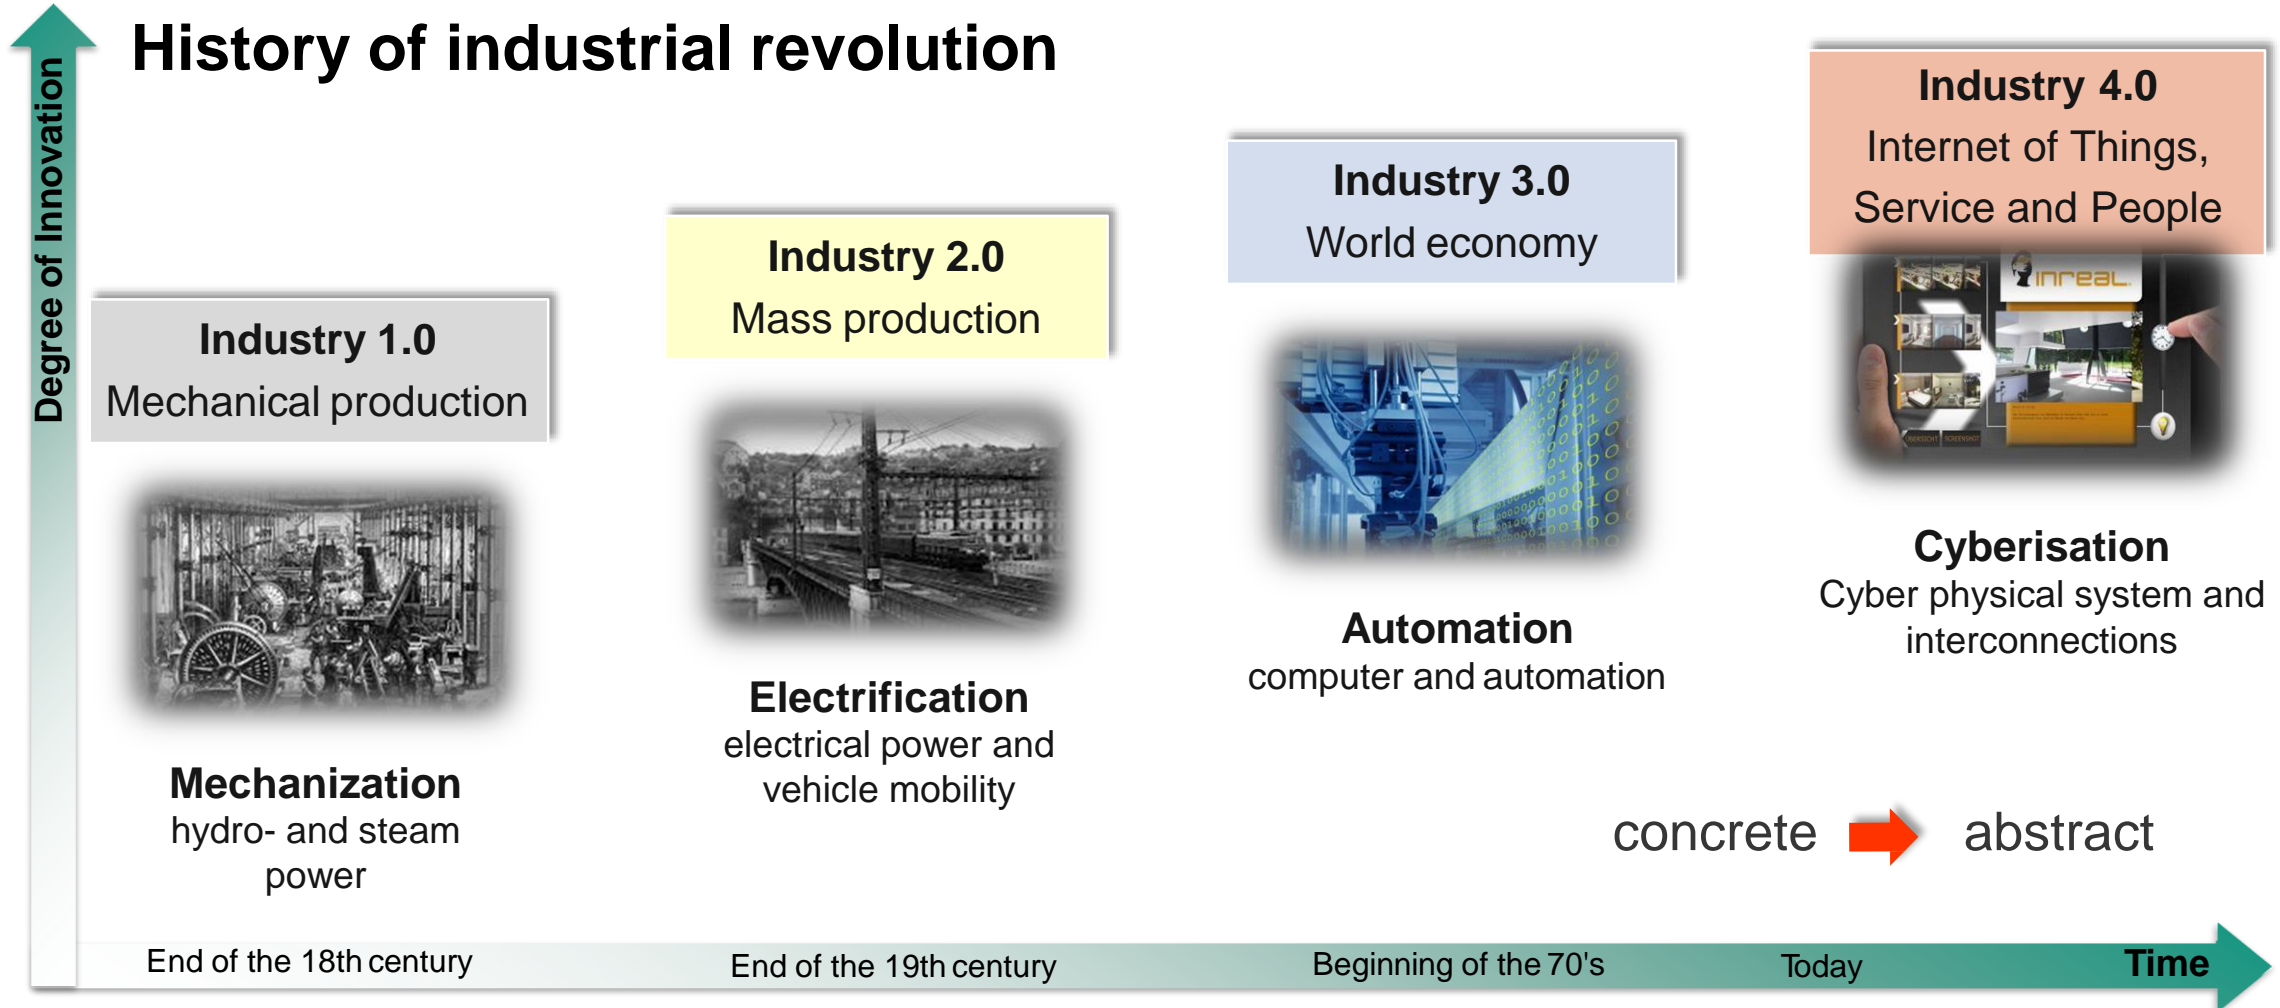 History of industrial revolution
Degree of Innovation
Industry 1.0
Mechanical production
Mechanization
hydro- and steam
power
End of the 18th century
Industry 2.0
Mass production
Electrification
electrical power and
vehicle mobility
End of the 19th century
Industry 3.0
World economy
Automation
computer and automation
Beginning of the 70's
Industry 4.0
Internet of Things,
Service and People
inreal
SCREENSHOT
Cyberisation
Cyber physical system and
interconnections
concrete
abstract
Today
Time